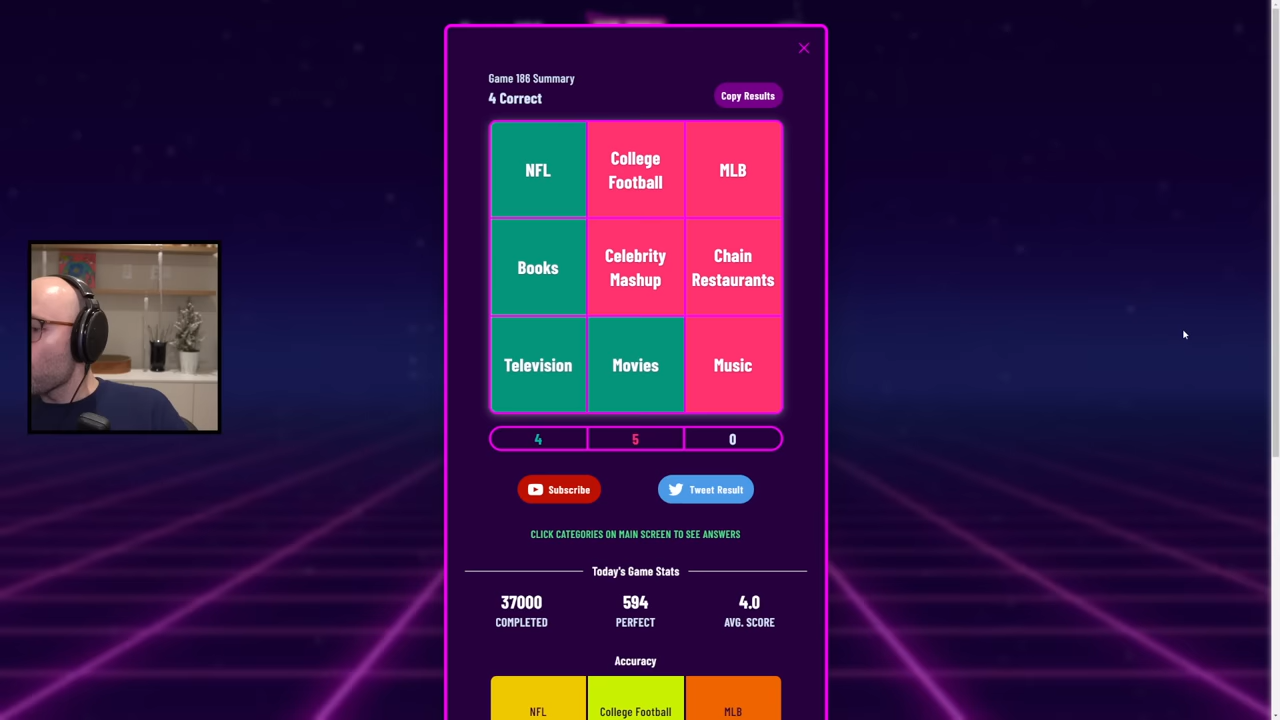 Game 186 Summary
4 Correct
Copy Results
NFL
College
Football
MLB
Books
Celebrity
Mashup
Chain
Restaurants
Television
Movies
Music
4
5
0
Subscribe
Tweet Result
CLICK CATEGORIES ON MAIN SCREEN TO SEE ANSWERS
Today's Game Stats
37000
594
4.0
COMPLETED
PERFECT
AVG. SCORE
Accuracy
NFL
College Football
MLB